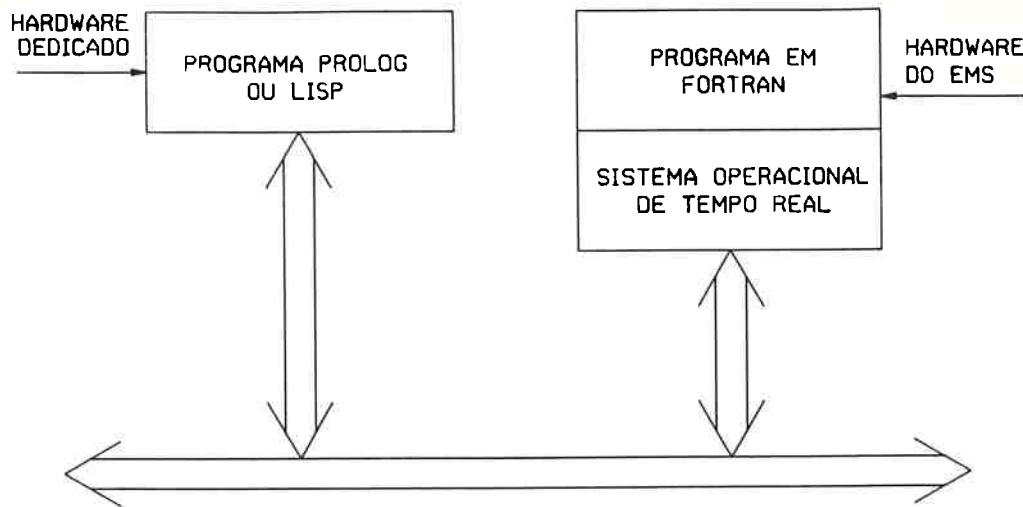 HARDWARE
DEDICADO
PROGRAMA PROLOG
OU LISP
PROGRAMA EM
FORTRAN
HARDWARE
DO EMS
SISTEMA OPERACIONAL
DE TEMPO REAL